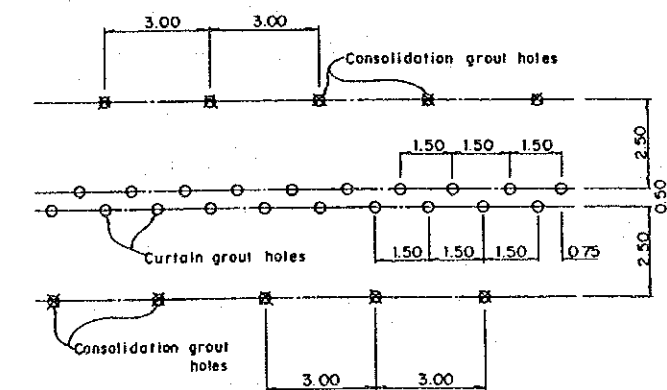 3.00 3.00
Consolidation grout holes
1.50 1.50 1.50
2.50
0.50
2.50
1.50 1.50 1.50 0.75
Curtain grout holes
Consolidation grout
holes
3.00 3.00